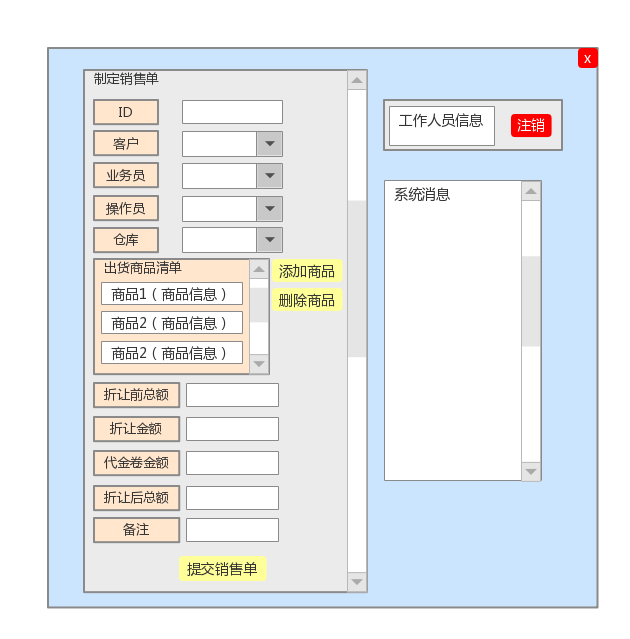 x
制定销售单
ID
客户
业务员
操作员
仓库
出货商品清单
商品1（商品信息）
商品2（商品信息）
商品2（商品信息）
添加商品
删除商品
折让前总额
折让金额
代金卷金额
折让后总额
备注
提交销售单
工作人员信息
注销
系统消息